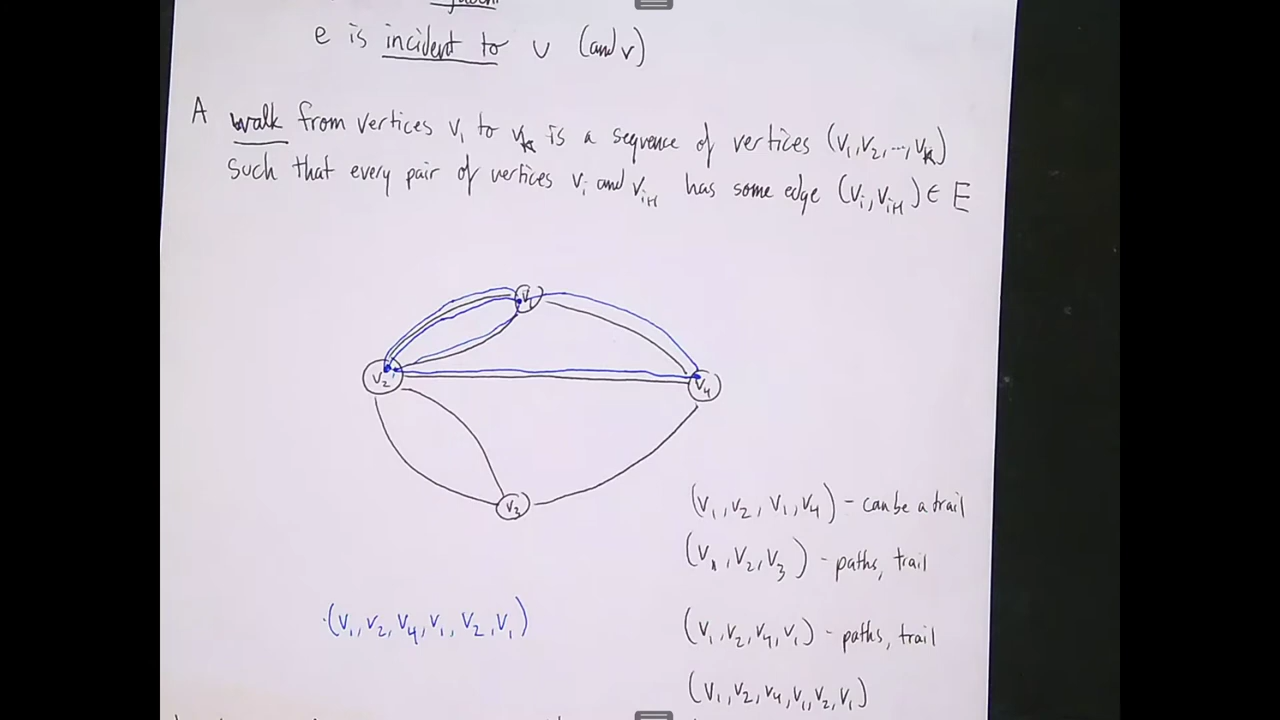 e is incident to u (and v)
A walk from vertices v₁ to vₖ is a sequence of vertices (v₁, v₂, ..., vₖ)
such that every pair of vertices vᵢ and vᵢ₊₁ has some edge (vᵢ, vᵢ₊₁) ∈ E
v₁
v₂
v₄
v₃
(v₁, v₂, v₁, v₄) - can be a trail
(v₁, v₂, v₃) - paths, trail
(v₁, v₂, v₄, v₁, v₂, v₁)
(v₁, v₂, v₄, v₁) - paths, trail
(v₁, v₂, v₄, v₁, v₂, v₁)